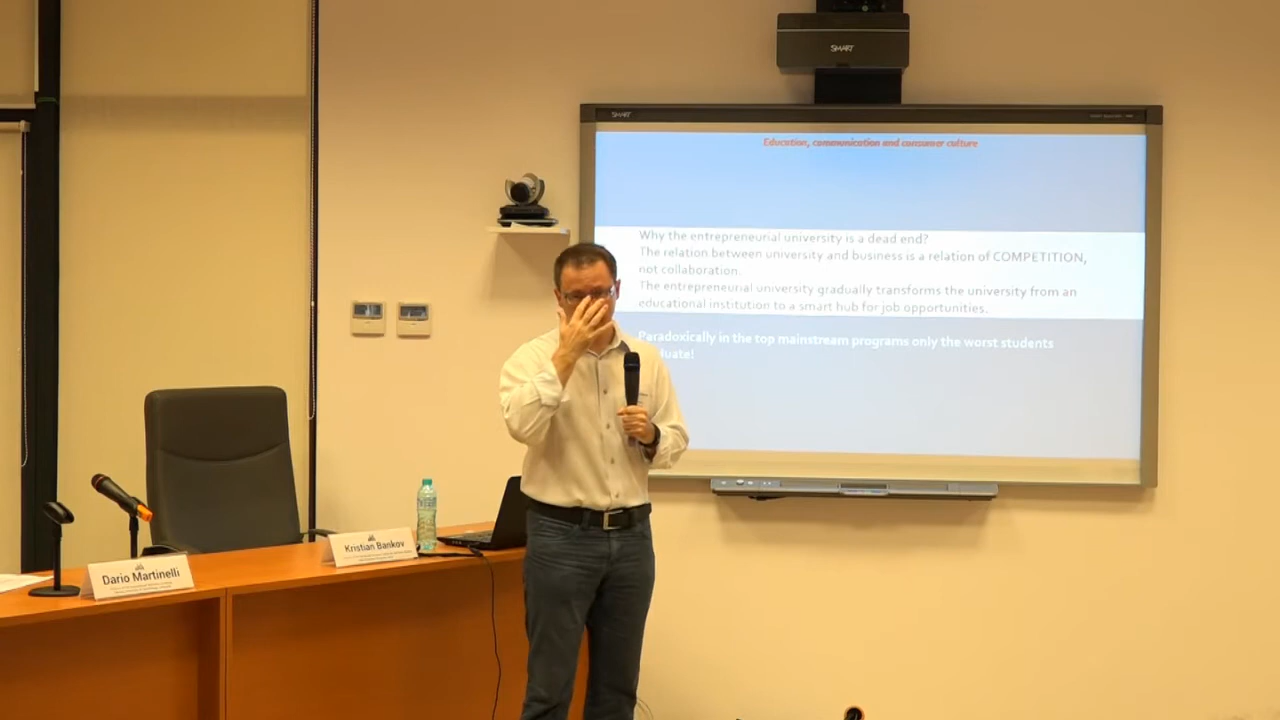 SMART
SMART
Education, communication and consumer culture
Why the entrepreneurial university is a dead end?
The relation between university and business is a relation of COMPETITION,
not collaboration.
The entrepreneurial university gradually transforms the university from an
educational institution to a smart hub for job opportunities.
Paradoxically in the top mainstream programs only the worst students
uate!
Kristian Bankov
Dario Martinelli